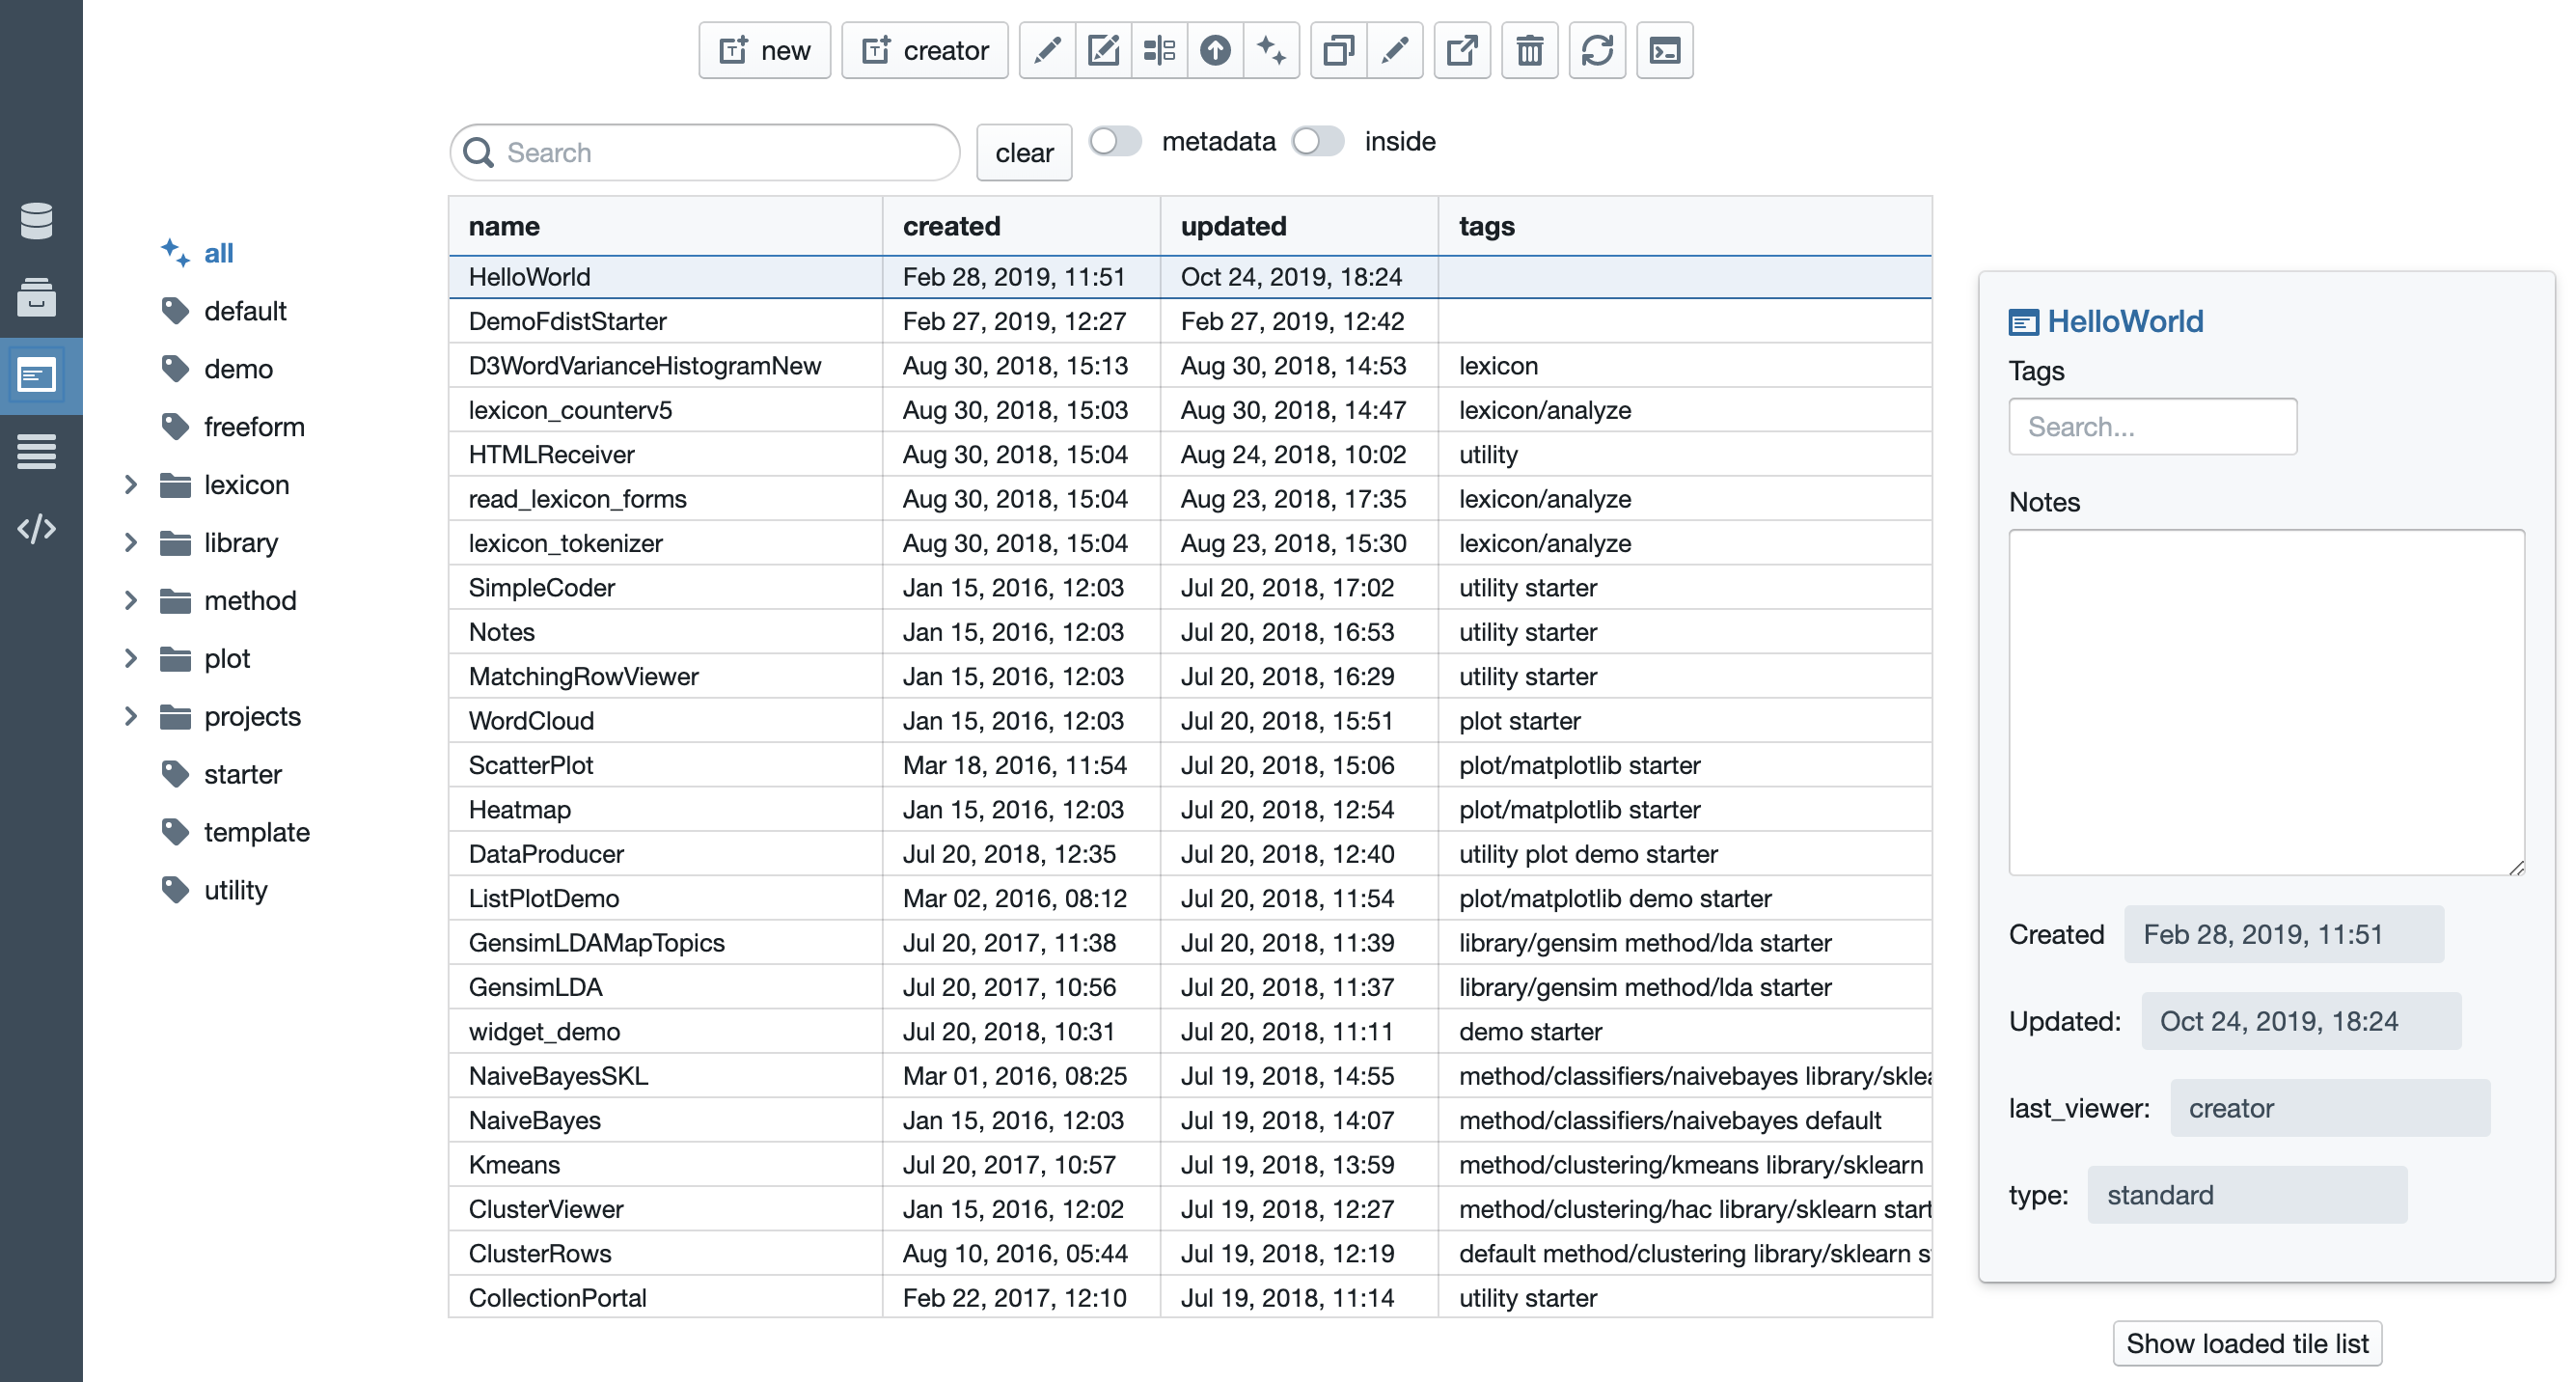 new creator
Search clear metadata inside
all
default
demo
freeform
lexicon
library
method
plot
projects
starter
template
utility
name created updated tags
HelloWorld Feb 28, 2019, 11:51 Oct 24, 2019, 18:24
DemoFdistStarter Feb 27, 2019, 12:27 Feb 27, 2019, 12:42
D3WordVarianceHistogramNew Aug 30, 2018, 15:13 Aug 30, 2018, 14:53 lexicon
lexicon_counterv5 Aug 30, 2018, 15:03 Aug 30, 2018, 14:47 lexicon/analyze
HTMLReceiver Aug 30, 2018, 15:04 Aug 24, 2018, 10:02 utility
read_lexicon_forms Aug 30, 2018, 15:04 Aug 23, 2018, 17:35 lexicon/analyze
lexicon_tokenizer Aug 30, 2018, 15:04 Aug 23, 2018, 15:30 lexicon/analyze
SimpleCoder Jan 15, 2016, 12:03 Jul 20, 2018, 17:02 utility starter
Notes Jan 15, 2016, 12:03 Jul 20, 2018, 16:53 utility starter
MatchingRowViewer Jan 15, 2016, 12:03 Jul 20, 2018, 16:29 utility starter
WordCloud Jan 15, 2016, 12:03 Jul 20, 2018, 15:51 plot starter
ScatterPlot Mar 18, 2016, 11:54 Jul 20, 2018, 15:06 plot/matplotlib starter
Heatmap Jan 15, 2016, 12:03 Jul 20, 2018, 12:54 plot/matplotlib starter
DataProducer Jul 20, 2018, 12:35 Jul 20, 2018, 12:40 utility plot demo starter
ListPlotDemo Mar 02, 2016, 08:12 Jul 20, 2018, 11:54 plot/matplotlib demo starter
GensimLDAMapTopics Jul 20, 2017, 11:38 Jul 20, 2018, 11:39 library/gensim method/lda starter
GensimLDA Jul 20, 2017, 10:56 Jul 20, 2018, 11:37 library/gensim method/lda starter
widget_demo Jul 20, 2018, 10:31 Jul 20, 2018, 11:11 demo starter
NaiveBayesSKL Mar 01, 2016, 08:25 Jul 19, 2018, 14:55 method/classifiers/naivebayes library/sklea
NaiveBayes Jan 15, 2016, 12:03 Jul 19, 2018, 14:07 method/classifiers/naivebayes default
Kmeans Jul 20, 2017, 10:57 Jul 19, 2018, 13:59 method/clustering/kmeans library/sklearn
ClusterViewer Jan 15, 2016, 12:02 Jul 19, 2018, 12:27 method/clustering/hac library/sklearn start
ClusterRows Aug 10, 2016, 05:44 Jul 19, 2018, 12:19 default method/clustering library/sklearn s
CollectionPortal Feb 22, 2017, 12:10 Jul 19, 2018, 11:14 utility starter
HelloWorld
Tags
Search...
Notes
Created Feb 28, 2019, 11:51
Updated: Oct 24, 2019, 18:24
last_viewer: creator
type: standard
Show loaded tile list